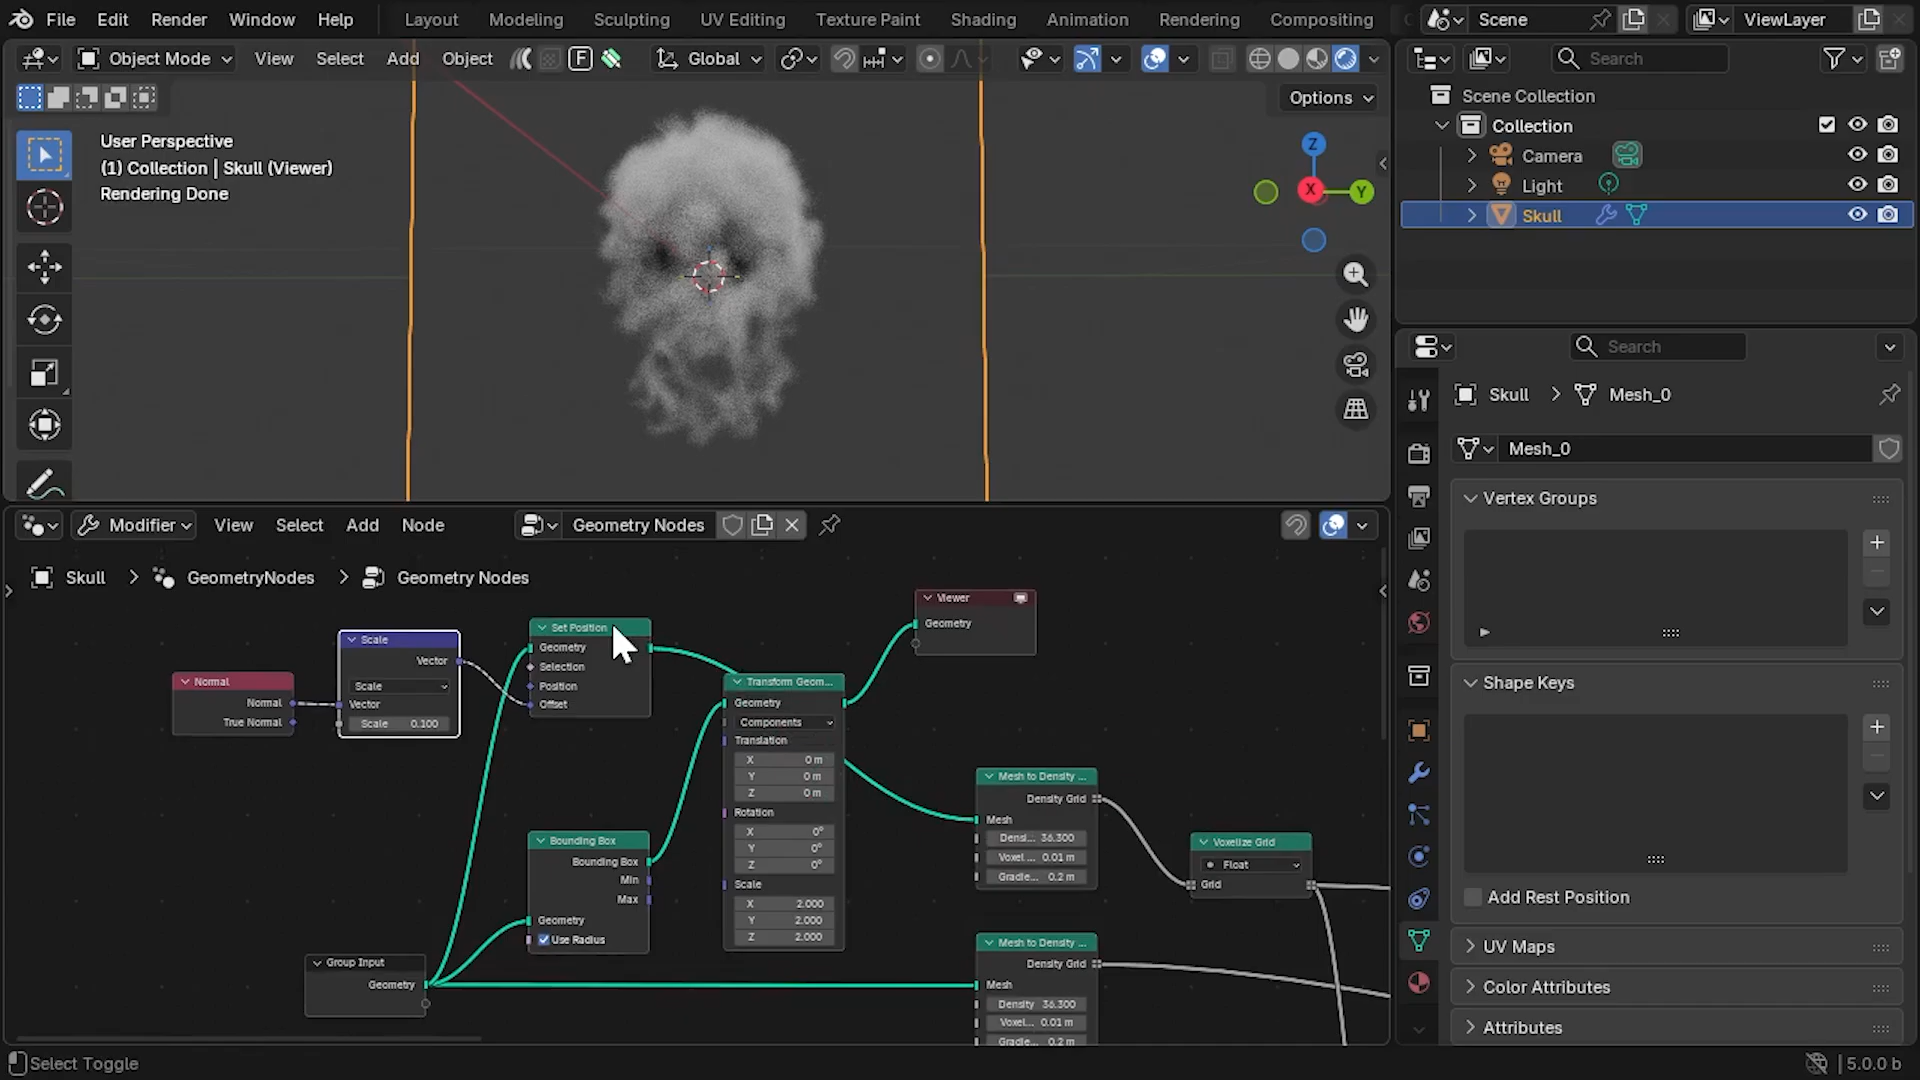 File Edit Render Window Help Layout Modeling Sculpting UV Editing Texture Paint Shading Animation Rendering Compositing Scene ViewLayer
Object Mode View Select Add Object F Global
Options
User Perspective
(1) Collection | Skull (Viewer)
Rendering Done
Z
X
Y
Search
Scene Collection
Collection
Camera
Light
Skull
Search
Skull > Mesh_0
Mesh_0
Vertex Groups
Shape Keys
Add Rest Position
UV Maps
Color Attributes
Attributes
Modifier View Select Add Node Geometry Nodes
Skull > GeometryNodes > Geometry Nodes
Normal
Normal
True Normal
Scale
Vector
Scale
Vector
Scale 0.100
Set Position
Geometry
Selection
Position
Offset
Bounding Box
Bounding Box
Min
Max
Geometry
Use Radius
Group Input
Geometry
Transform Geom...
Geometry
Components
Translation
X 0 m
Y 0 m
Z 0 m
Rotation
X 0°
Y 0°
Z 0°
Scale
X 2.000
Y 2.000
Z 2.000
Viewer
Geometry
Mesh to Density ...
Density Grid
Mesh
Densi... 36.300
Voxel ... 0.01 m
Gradie... 0.2 m
Mesh to Density ...
Density Grid
Mesh
Density 36.300
Voxel... 0.01 m
Gradie... 0.2 m
Voxelize Grid
Float
Grid
Select Toggle
5.0.0 b